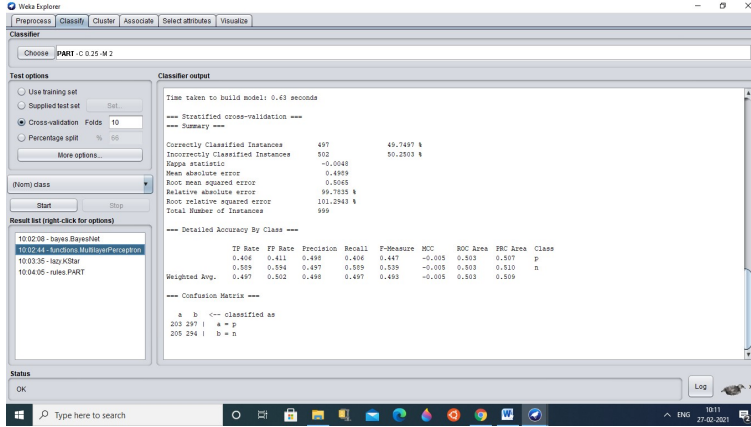 Weka Explorer
Preprocess Classify Cluster Associate Select attributes Visualize
Classifier
Choose PART -C 0.25 -M 2
Test options
Use training set
Supplied test set Set...
Cross-validation Folds 10
Percentage split % 66
More options...
(Nom) class
Start Stop
Result list (right-click for options)
10:02:08 - bayes.BayesNet
10:02:44 - functions.MultilayerPerceptron
10:03:35 - lazy.KStar
10:04:05 - rules.PART
Classifier output
Time taken to build model: 0.63 seconds
=== Stratified cross-validation ===
=== Summary ===
Correctly Classified Instances 497 49.7497 %
Incorrectly Classified Instances 502 50.2503 %
Kappa statistic -0.0048
Mean absolute error 0.4989
Root mean squared error 0.5065
Relative absolute error 99.7835 %
Root relative squared error 101.2943 %
Total Number of Instances 999
=== Detailed Accuracy By Class ===
TP Rate FP Rate Precision Recall F-Measure MCC ROC Area PRC Area Class
0.406 0.411 0.498 0.406 0.447 -0.005 0.503 0.507 p
0.589 0.594 0.497 0.589 0.539 -0.005 0.503 0.510 n
Weighted Avg. 0.497 0.502 0.498 0.497 0.493 -0.005 0.503 0.509
=== Confusion Matrix ===
a b <-- classified as
203 297 | a = p
205 294 | b = n
Status
OK
Log
x
Type here to search
ENG
10:11
27-02-2021